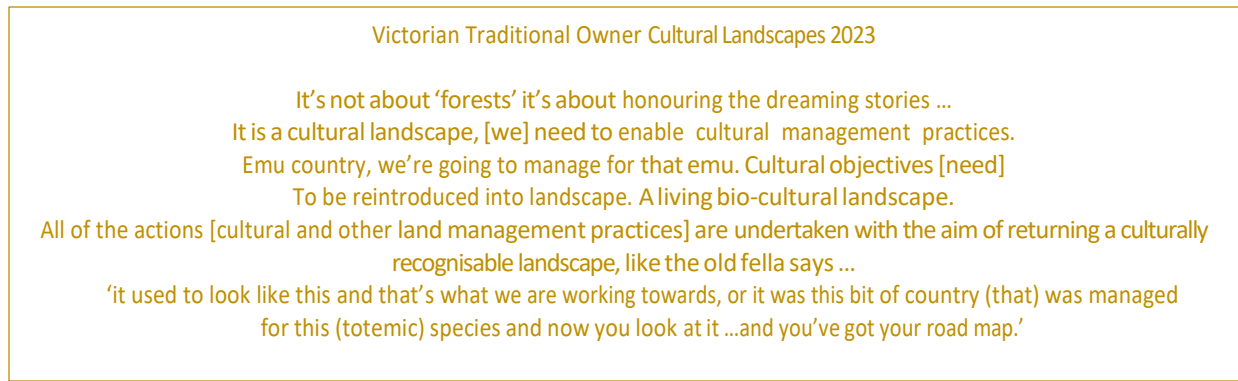 Victorian Traditional Owner Cultural Landscapes 2023
It's not about 'forests' it's about honouring the dreaming stories …
It is a cultural landscape, [we] need to enable cultural management practices.
Emu country, we're going to manage for that emu. Cultural objectives [need]
To be reintroduced into landscape. A living bio-cultural landscape.
All of the actions [cultural and other land management practices] are undertaken with the aim of returning a culturally
recognisable landscape, like the old fella says …
'it used to look like this and that's what we are working towards, or it was this bit of country (that) was managed
for this (totemic) species and now you look at it …and you've got your road map.'